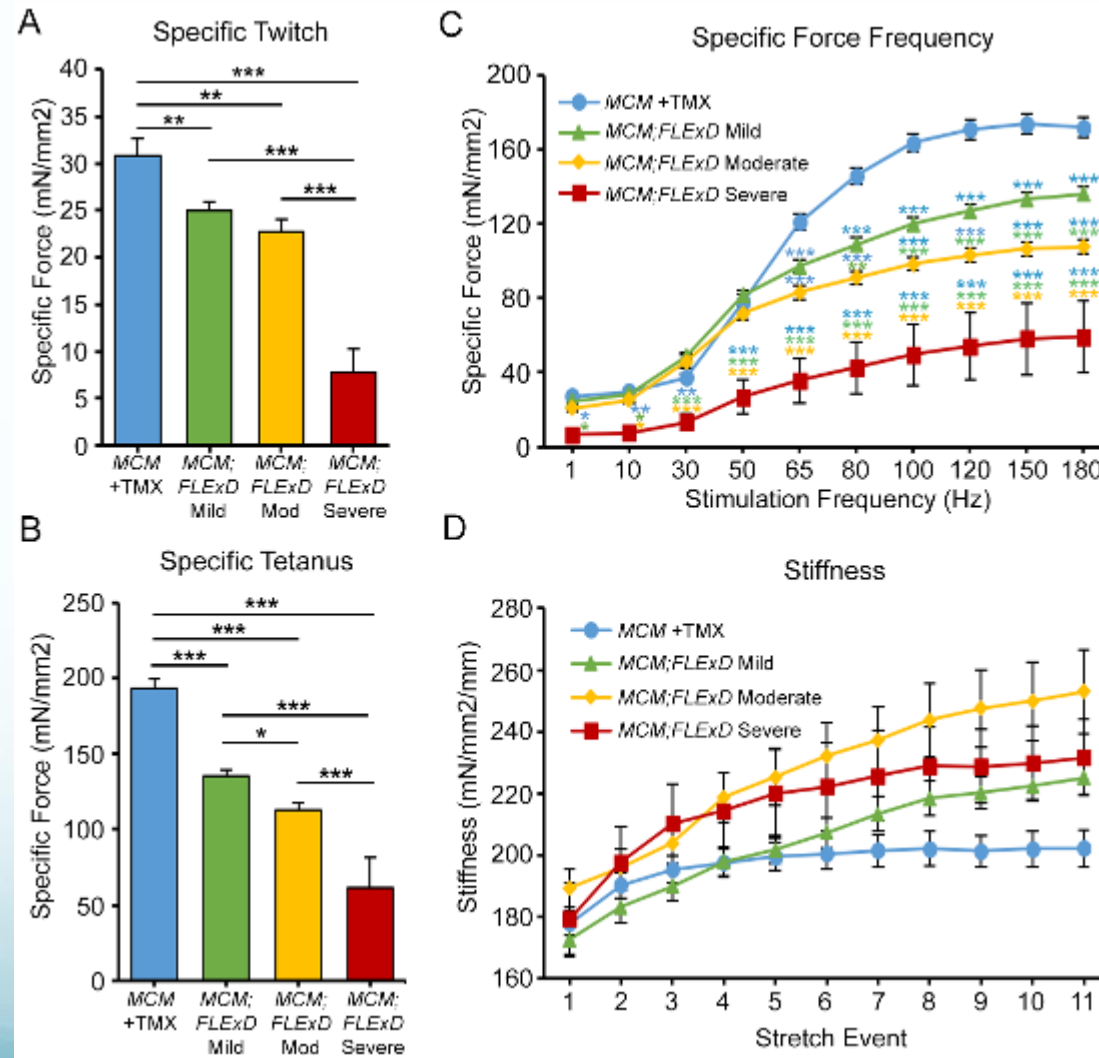 A
Specific Twitch
***
**
**
***
***
Specific Force (mN/mm2)
40
35
30
25
20
15
10
5
0
MCM
+TMX
MCM;
FLExD
Mild
MCM;
FLExD
Mod
MCM;
FLExD
Severe
B
Specific Tetanus
***
***
***
***
*
***
Specific Force (mN/mm2)
250
200
150
100
50
0
MCM
+TMX
MCM;
FLExD
Mild
MCM;
FLExD
Mod
MCM;
FLExD
Severe
C
Specific Force Frequency
MCM +TMX
MCM;FLExD Mild
MCM;FLExD Moderate
MCM;FLExD Severe
Specific Force (mN/mm2)
200
160
120
80
40
0
1 10 30 50 65 80 100 120 150 180
Stimulation Frequency (Hz)
D
Stiffness
MCM +TMX
MCM;FLExD Mild
MCM;FLExD Moderate
MCM;FLExD Severe
Stiffness (mN/mm2/mm)
280
260
240
220
200
180
160
1 2 3 4 5 6 7 8 9 10 11
Stretch Event